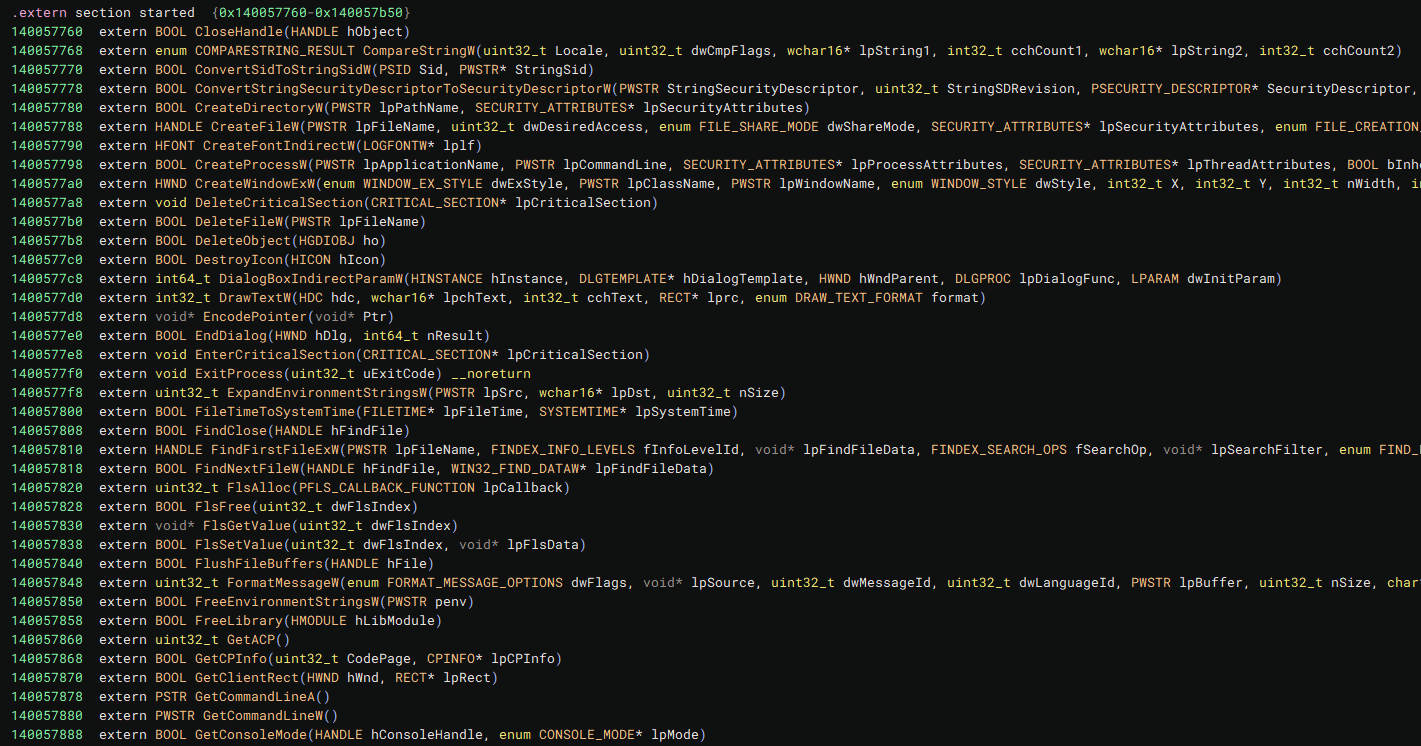 .extern section started  {0x140057760-0x140057b50}
140057760  extern BOOL CloseHandle(HANDLE hObject)
140057768  extern enum COMPARESTRING_RESULT CompareStringW(uint32_t Locale, uint32_t dwCmpFlags, wchar16* lpString1, int32_t cchCount1, wchar16* lpString2, int32_t cchCount2)
140057770  extern BOOL ConvertSidToStringSidW(PSID Sid, PWSTR* StringSid)
140057778  extern BOOL ConvertStringSecurityDescriptorToSecurityDescriptorW(PWSTR StringSecurityDescriptor, uint32_t StringSDRevision, PSECURITY_DESCRIPTOR* SecurityDescriptor,
140057780  extern BOOL CreateDirectoryW(PWSTR lpPathName, SECURITY_ATTRIBUTES* lpSecurityAttributes)
140057788  extern HANDLE CreateFileW(PWSTR lpFileName, uint32_t dwDesiredAccess, enum FILE_SHARE_MODE dwShareMode, SECURITY_ATTRIBUTES* lpSecurityAttributes, enum FILE_CREATION_
140057790  extern HFONT CreateFontIndirectW(LOGFONTW* lplf)
140057798  extern BOOL CreateProcessW(PWSTR lpApplicationName, PWSTR lpCommandLine, SECURITY_ATTRIBUTES* lpProcessAttributes, SECURITY_ATTRIBUTES* lpThreadAttributes, BOOL bInhe
1400577a0  extern HWND CreateWindowExW(enum WINDOW_EX_STYLE dwExStyle, PWSTR lpClassName, PWSTR lpWindowName, enum WINDOW_STYLE dwStyle, int32_t X, int32_t Y, int32_t nWidth, in
1400577a8  extern void DeleteCriticalSection(CRITICAL_SECTION* lpCriticalSection)
1400577b0  extern BOOL DeleteFileW(PWSTR lpFileName)
1400577b8  extern BOOL DeleteObject(HGDIOBJ ho)
1400577c0  extern BOOL DestroyIcon(HICON hIcon)
1400577c8  extern int64_t DialogBoxIndirectParamW(HINSTANCE hInstance, DLGTEMPLATE* hDialogTemplate, HWND hWndParent, DLGPROC lpDialogFunc, LPARAM dwInitParam)
1400577d0  extern int32_t DrawTextW(HDC hdc, wchar16* lpchText, int32_t cchText, RECT* lprc, enum DRAW_TEXT_FORMAT format)
1400577d8  extern void* EncodePointer(void* Ptr)
1400577e0  extern BOOL EndDialog(HWND hDlg, int64_t nResult)
1400577e8  extern void EnterCriticalSection(CRITICAL_SECTION* lpCriticalSection)
1400577f0  extern void ExitProcess(uint32_t uExitCode) __noreturn
1400577f8  extern uint32_t ExpandEnvironmentStringsW(PWSTR lpSrc, wchar16* lpDst, uint32_t nSize)
140057800  extern BOOL FileTimeToSystemTime(FILETIME* lpFileTime, SYSTEMTIME* lpSystemTime)
140057808  extern BOOL FindClose(HANDLE hFindFile)
140057810  extern HANDLE FindFirstFileExW(PWSTR lpFileName, FINDEX_INFO_LEVELS fInfoLevelId, void* lpFindFileData, FINDEX_SEARCH_OPS fSearchOp, void* lpSearchFilter, enum FIND_
140057818  extern BOOL FindNextFileW(HANDLE hFindFile, WIN32_FIND_DATAW* lpFindFileData)
140057820  extern uint32_t FlsAlloc(PFLS_CALLBACK_FUNCTION lpCallback)
140057828  extern BOOL FlsFree(uint32_t dwFlsIndex)
140057830  extern void* FlsGetValue(uint32_t dwFlsIndex)
140057838  extern BOOL FlsSetValue(uint32_t dwFlsIndex, void* lpFlsData)
140057840  extern BOOL FlushFileBuffers(HANDLE hFile)
140057848  extern uint32_t FormatMessageW(enum FORMAT_MESSAGE_OPTIONS dwFlags, void* lpSource, uint32_t dwMessageId, uint32_t dwLanguageId, PWSTR lpBuffer, uint32_t nSize, char
140057850  extern BOOL FreeEnvironmentStringsW(PWSTR penv)
140057858  extern BOOL FreeLibrary(HMODULE hLibModule)
140057860  extern uint32_t GetACP()
140057868  extern BOOL GetCPInfo(uint32_t CodePage, CPINFO* lpCPInfo)
140057870  extern BOOL GetClientRect(HWND hWnd, RECT* lpRect)
140057878  extern PSTR GetCommandLineA()
140057880  extern PWSTR GetCommandLineW()
140057888  extern BOOL GetConsoleMode(HANDLE hConsoleHandle, enum CONSOLE_MODE* lpMode)